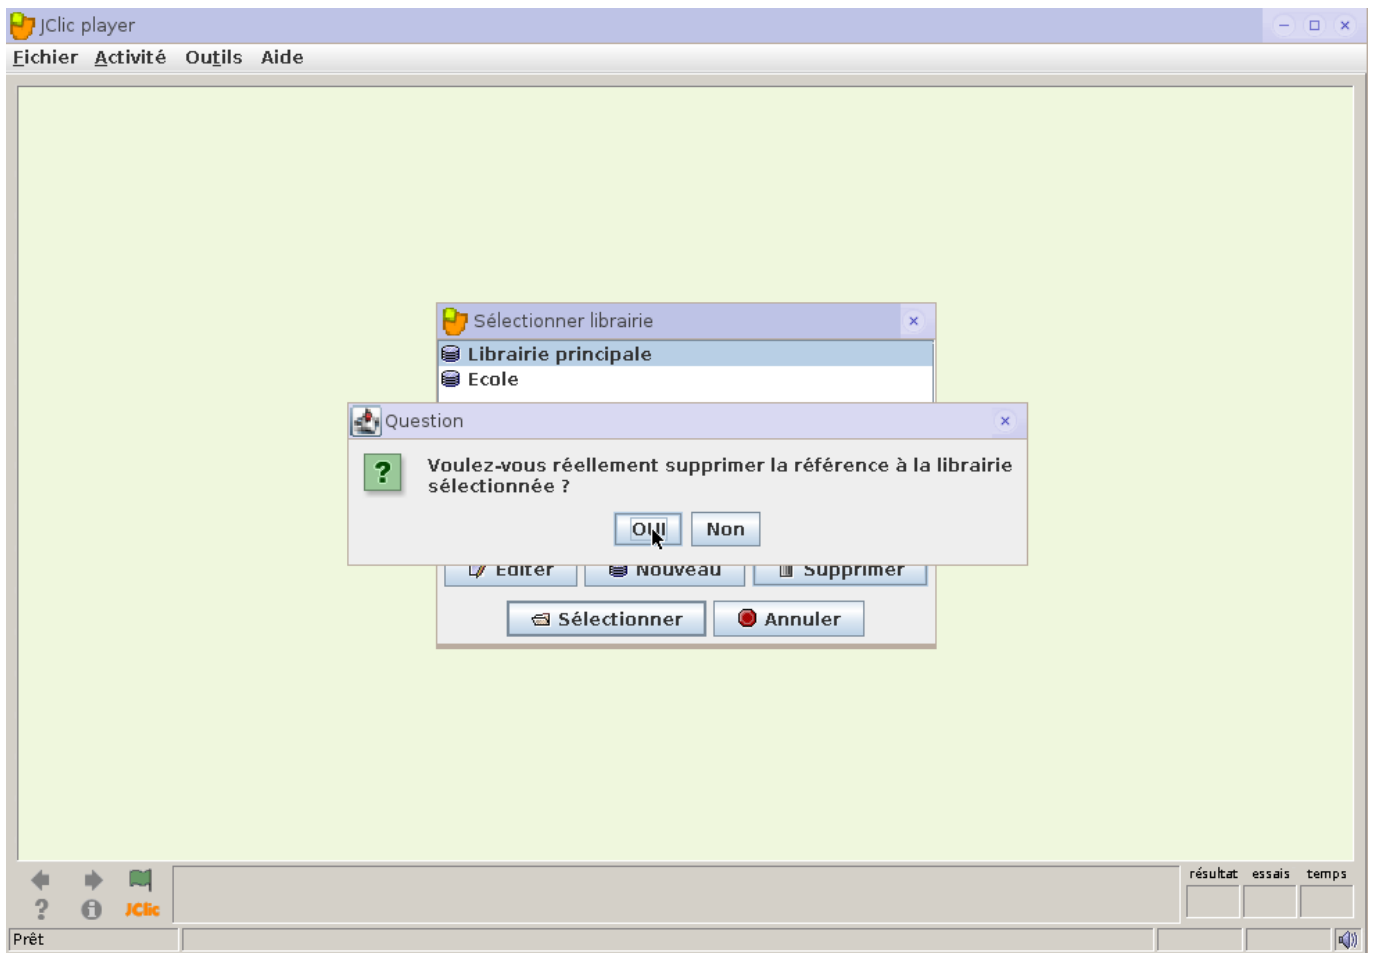 JClic player
Fichier Activité Outils Aide
Sélectionner librairie
Librairie principale
Ecole
Question
Voulez-vous réellement supprimer la référence à la librairie
sélectionnée ?
OUI Non
Editer Nouveau Supprimer
Sélectionner Annuler
résultat essais temps
JClic
Prêt